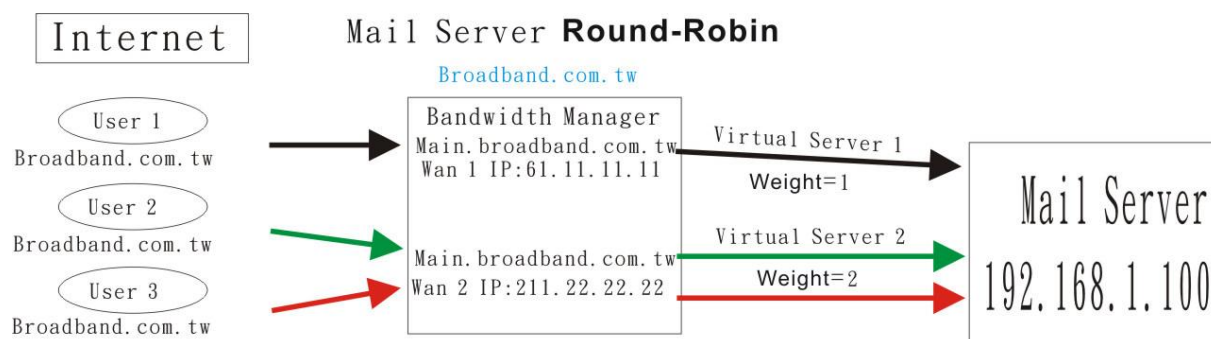 Internet
Mail Server Round-Robin
Broadband.com.tw
User 1
Broadband.com.tw
User 2
Broadband.com.tw
User 3
Broadband.com.tw
Bandwidth Manager
Main.broadband.com.tw
Wan 1 IP:61.11.11.11
Main.broadband.com.tw
Wan 2 IP:211.22.22.22
Virtual Server 1
Weight=1
Virtual Server 2
Weight=2
Mail Server
192.168.1.100